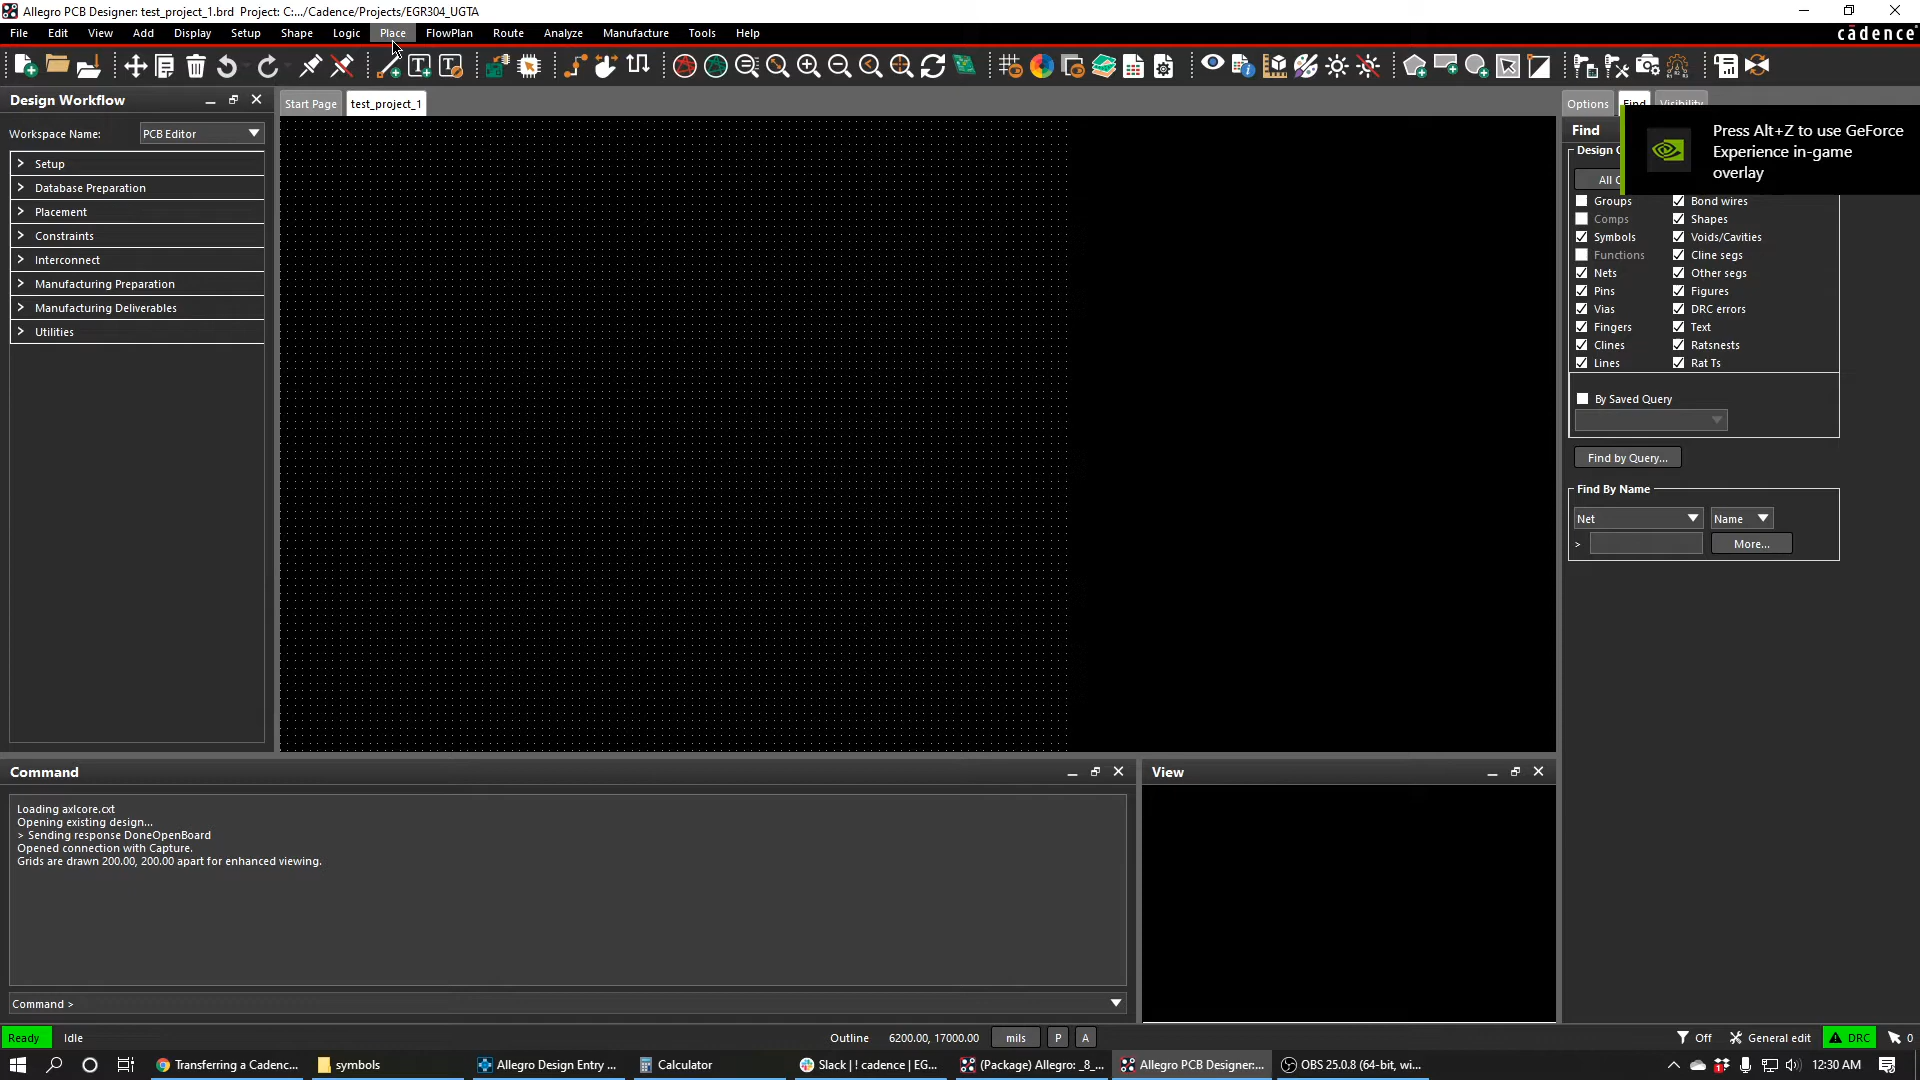 Allegro PCB Designer: test_project_1.brd Project: C:.../Cadence/Projects/EGR304_UGTA
File Edit View Add Display Setup Shape Logic Place FlowPlan Route Analyze Manufacture Tools Help
cadence
Design Workflow
Workspace Name: PCB Editor
Setup
Database Preparation
Placement
Constraints
Interconnect
Manufacturing Preparation
Manufacturing Deliverables
Utilities
Start Page test_project_1
Options Find Visibility
Find
Press Alt+Z to use GeForce
Experience in-game
overlay
Groups Bond wires
Comps Shapes
Symbols Voids/Cavities
Functions Cline segs
Nets Other segs
Pins Figures
Vias DRC errors
Fingers Text
Clines Ratsnests
Lines Rat Ts
By Saved Query
Find by Query...
Find By Name
Net Name
> More...
Command
Loading axlcore.cxt
Opening existing design...
> Sending response DoneOpenBoard
Opened connection with Capture.
Grids are drawn 200.00, 200.00 apart for enhanced viewing.
Command >
View
Ready Idle Outline 6200.00, 17000.00 mils P A Off General edit DRC 0
Transferring a Cadenc... symbols Allegro Design Entry ... Calculator Slack | ! cadence | EG... (Package) Allegro: _8_... Allegro PCB Designer:... OBS 25.0.8 (64-bit, wi... 12:30 AM